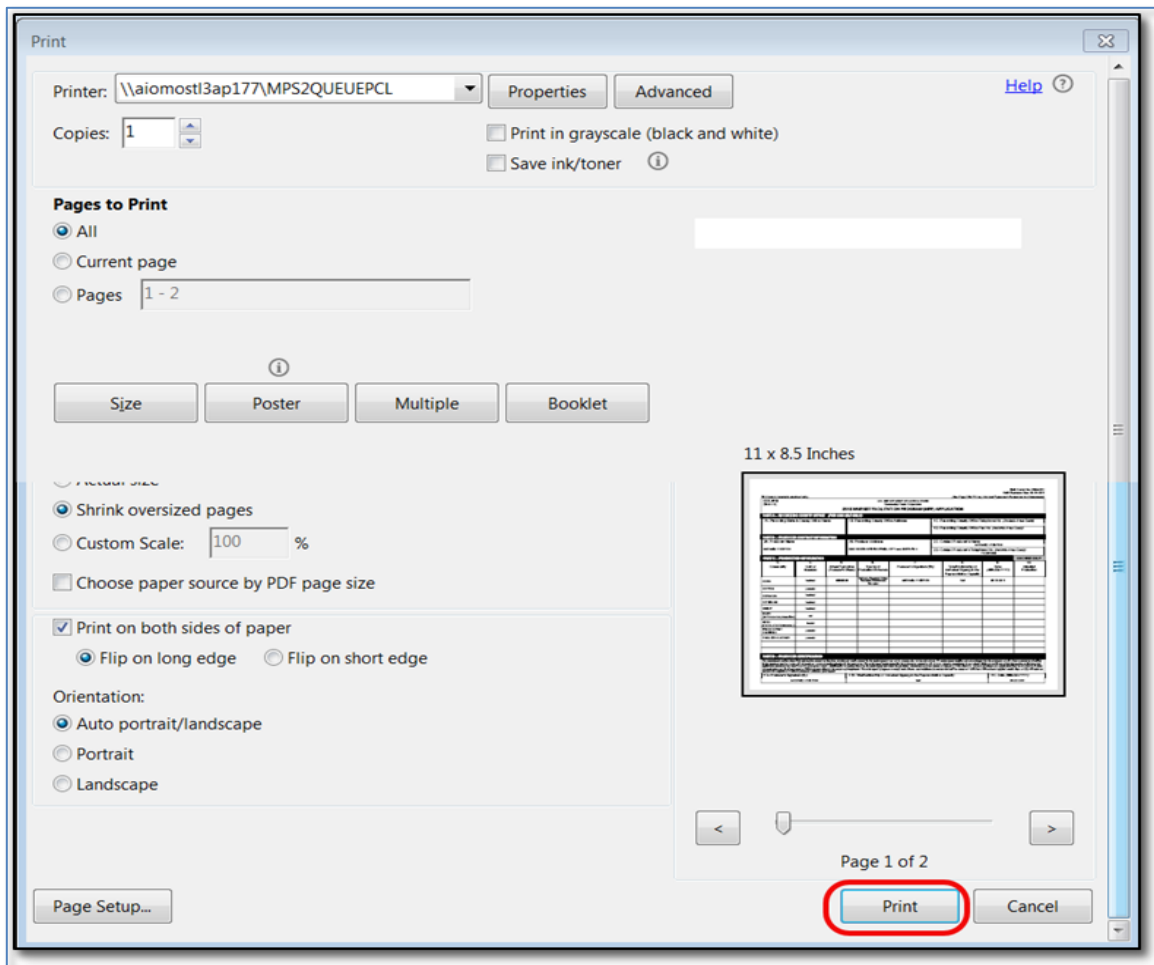 Print
Printer: \\aiomostl3ap177\MPS2QUEUEPCL Properties Advanced Help
Copies: 1 Print in grayscale (black and white)
Save ink/toner
Pages to Print
All
Current page
Pages 1 - 2
Size Poster Multiple Booklet
11 x 8.5 Inches
Actual size
Shrink oversized pages
Custom Scale: 100 %
Choose paper source by PDF page size
Print on both sides of paper
Flip on long edge Flip on short edge
Orientation:
Auto portrait/landscape
Portrait
Landscape
< >
Page 1 of 2
Page Setup... Print Cancel